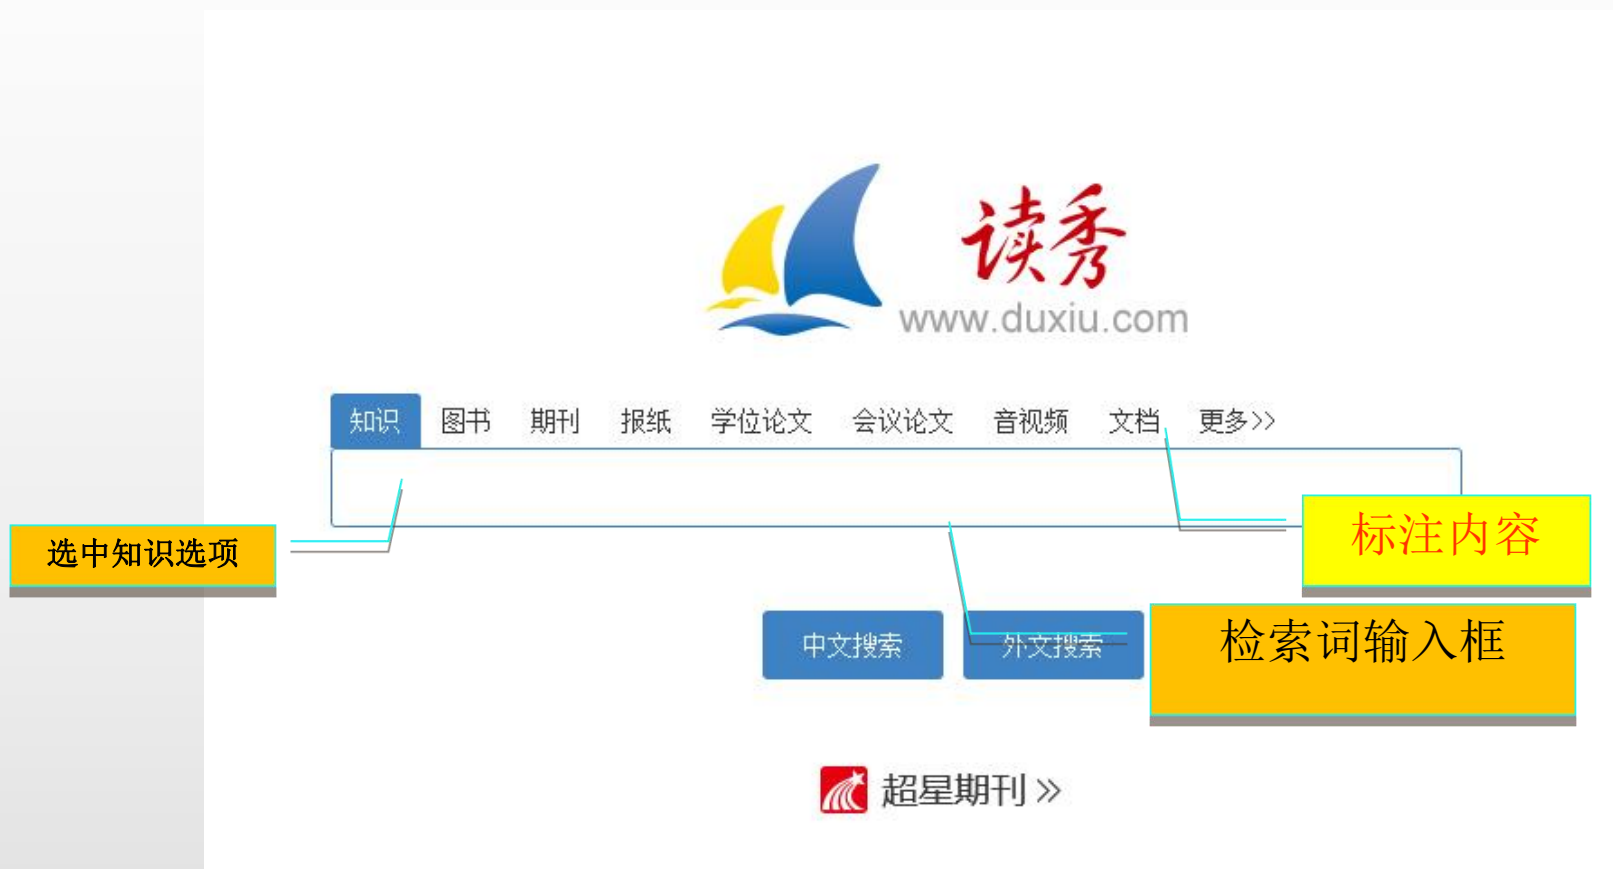 读秀
www.duxiu.com
知识 图书 期刊 报纸 学位论文 会议论文 音视频 文档 更多>>
标注内容
选中知识选项
检索词输入框
中文搜索 外文搜索
超星期刊 >>